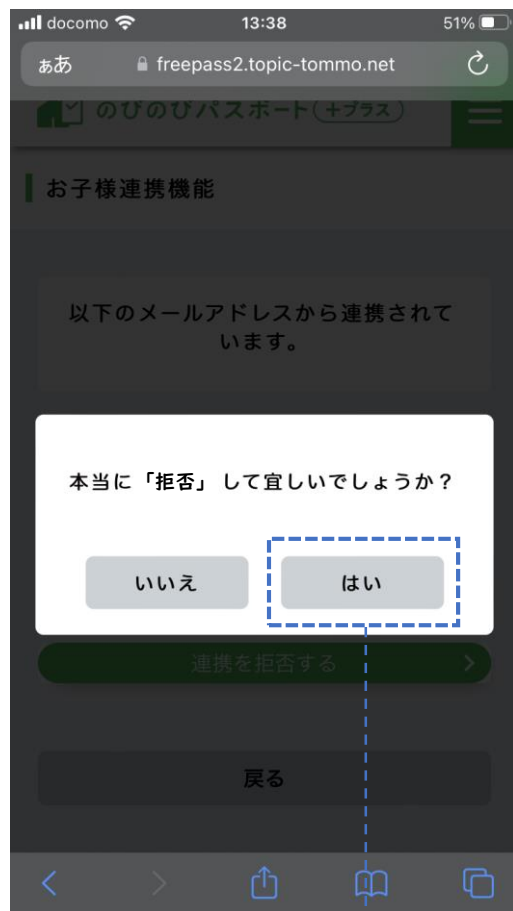 docomo 13:38 51%
ああ freepass2.topic-tommo.net
のびのびパスポート(+プラス)
お子様連携機能
以下のメールアドレスから連携されて
います。
本当に「拒否」して宜しいでしょうか？
いいえ はい
連携を拒否する
戻る